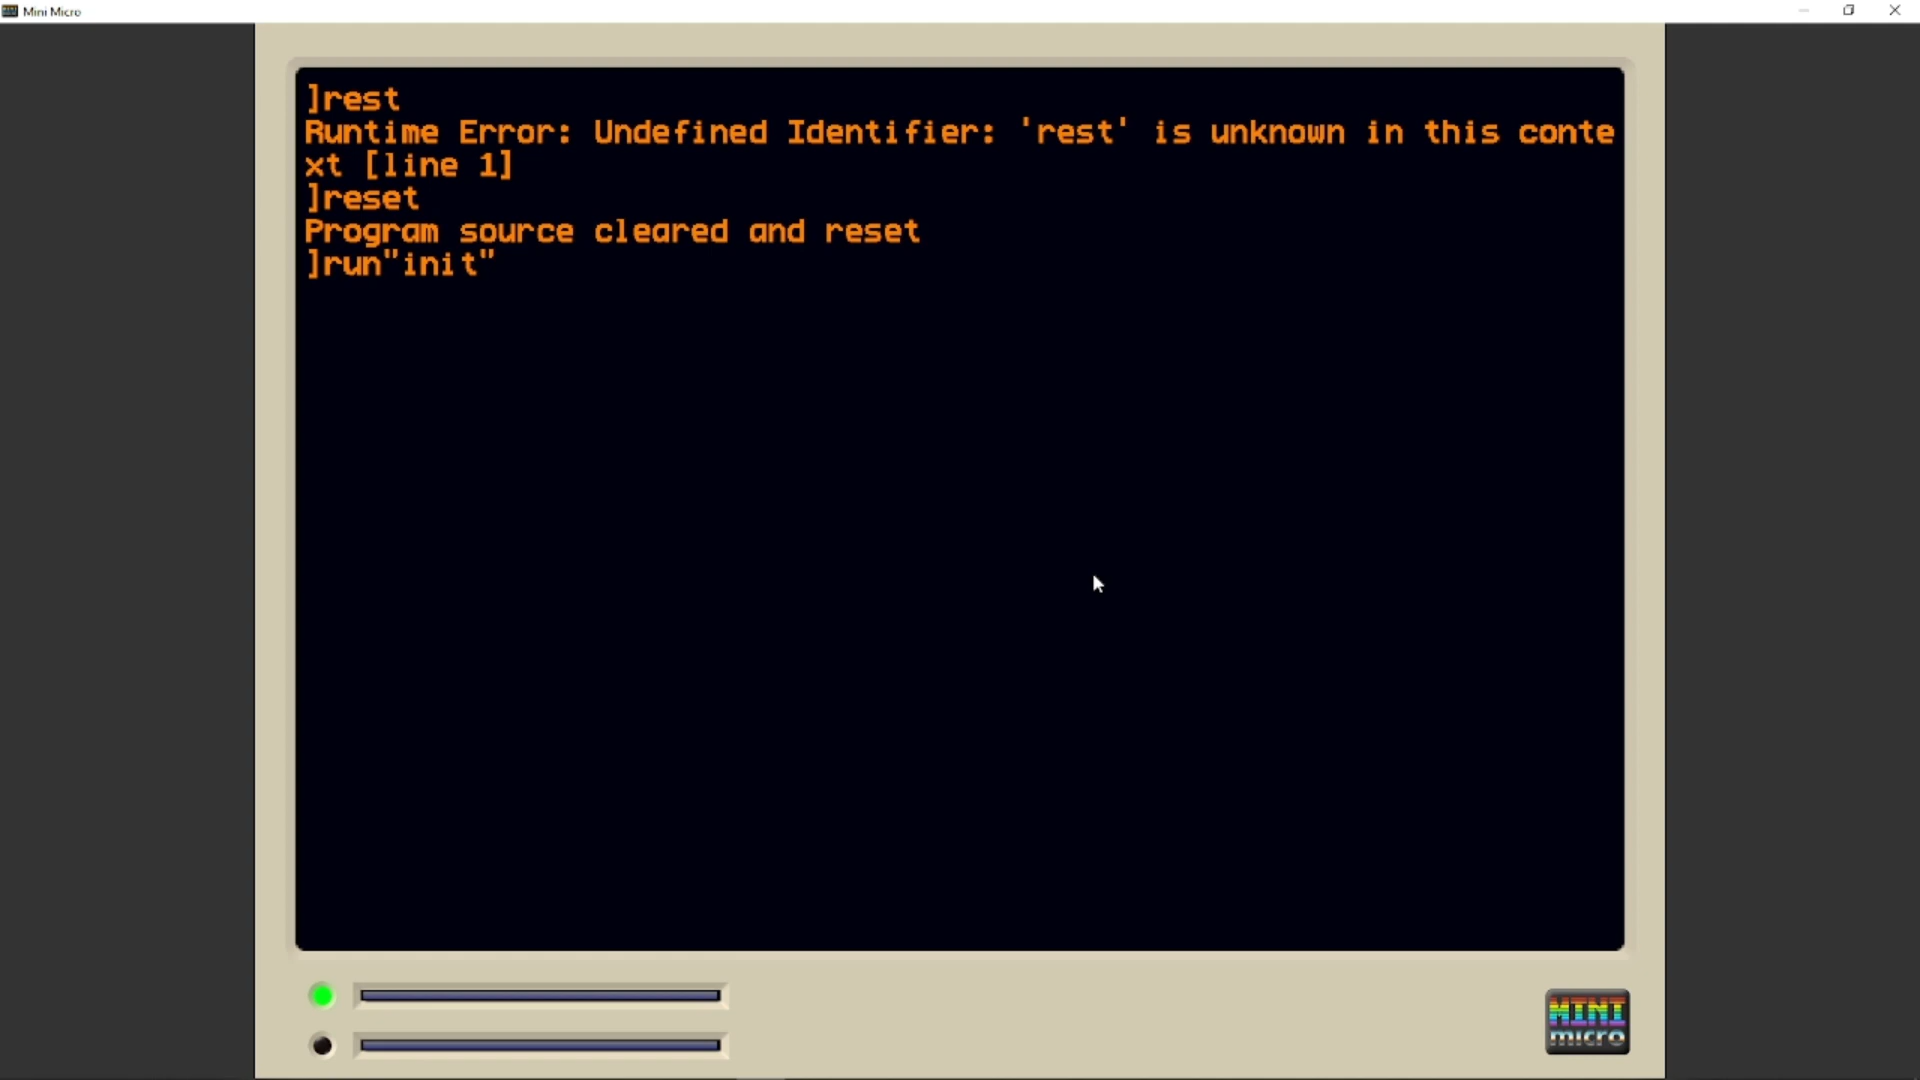 Mini Micro
]rest
Runtime Error: Undefined Identifier: 'rest' is unknown in this conte
xt [line 1]
]reset
Program source cleared and reset
]run"init"
MINI
micro